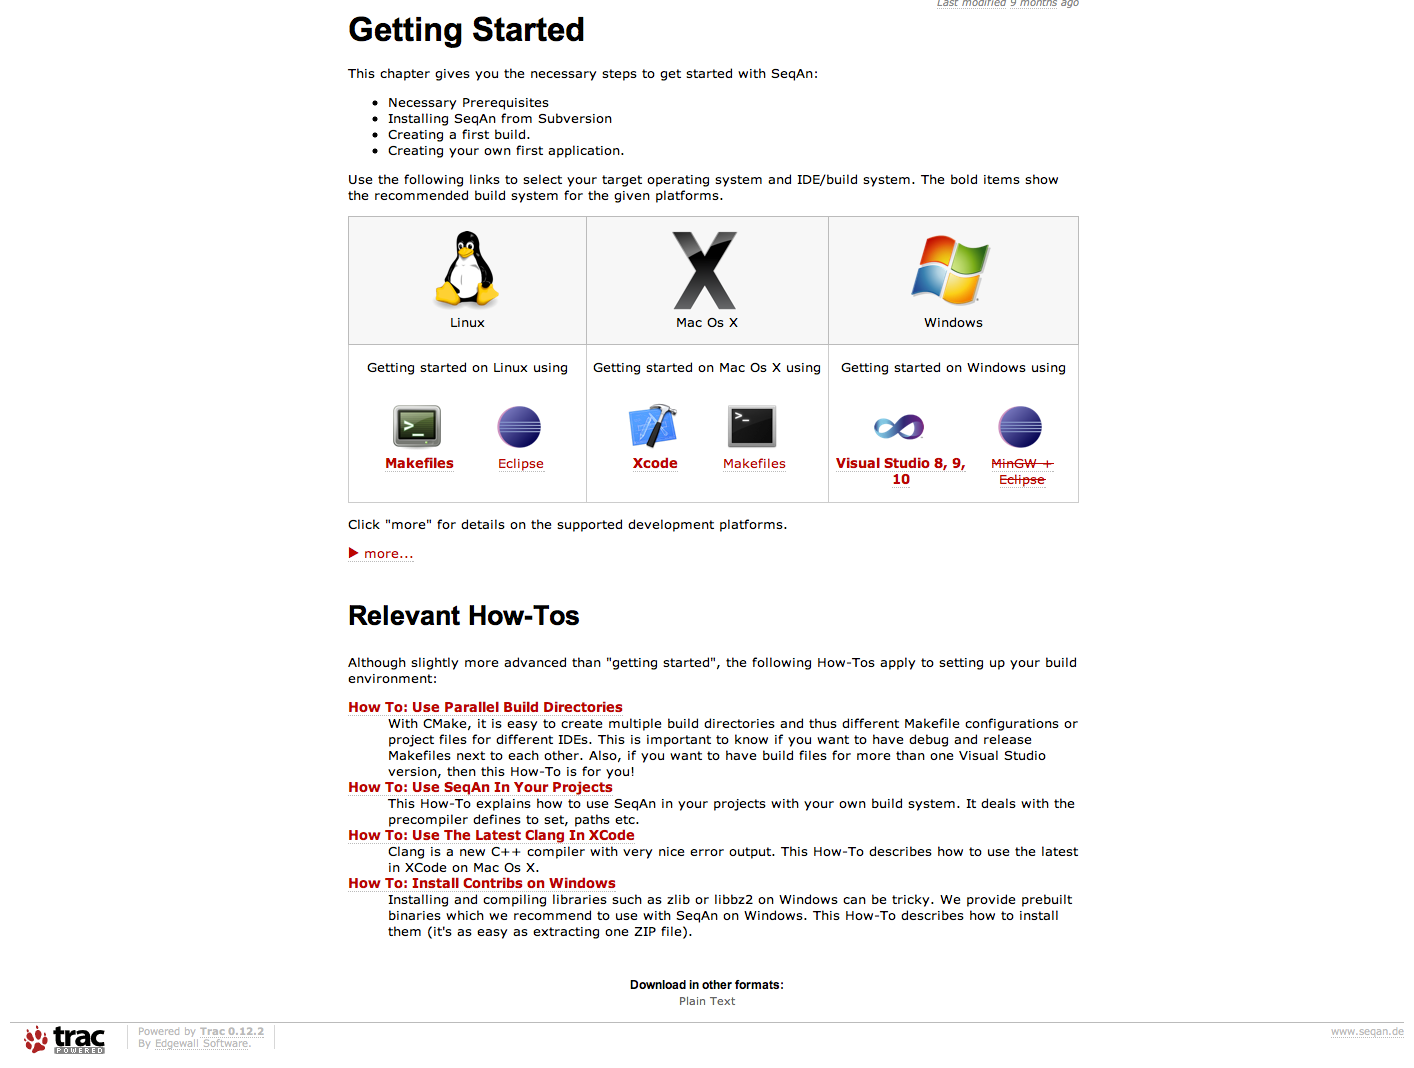 Last modified 9 months ago
Getting Started
This chapter gives you the necessary steps to get started with SeqAn:
Necessary Prerequisites
Installing SeqAn from Subversion
Creating a first build.
Creating your own first application.
Use the following links to select your target operating system and IDE/build system. The bold items show
the recommended build system for the given platforms.
Linux
Mac Os X
Windows
Getting started on Linux using
Getting started on Mac Os X using
Getting started on Windows using
Makefiles
Eclipse
Xcode
Makefiles
Visual Studio 8, 9,
10
MinGW +
Eclipse
Click "more" for details on the supported development platforms.
more...
Relevant How-Tos
Although slightly more advanced than "getting started", the following How-Tos apply to setting up your build
environment:
How To: Use Parallel Build Directories
With CMake, it is easy to create multiple build directories and thus different Makefile configurations or
project files for different IDEs. This is important to know if you want to have debug and release
Makefiles next to each other. Also, if you want to have build files for more than one Visual Studio
version, then this How-To is for you!
How To: Use SeqAn In Your Projects
This How-To explains how to use SeqAn in your projects with your own build system. It deals with the
precompiler defines to set, paths etc.
How To: Use The Latest Clang In XCode
Clang is a new C++ compiler with very nice error output. This How-To describes how to use the latest
in XCode on Mac Os X.
How To: Install Contribs on Windows
Installing and compiling libraries such as zlib or libbz2 on Windows can be tricky. We provide prebuilt
binaries which we recommend to use with SeqAn on Windows. This How-To describes how to install
them (it's as easy as extracting one ZIP file).
Download in other formats:
Plain Text
trac
POWERED
Powered by Trac 0.12.2
By Edgewall Software.
www.seqan.de